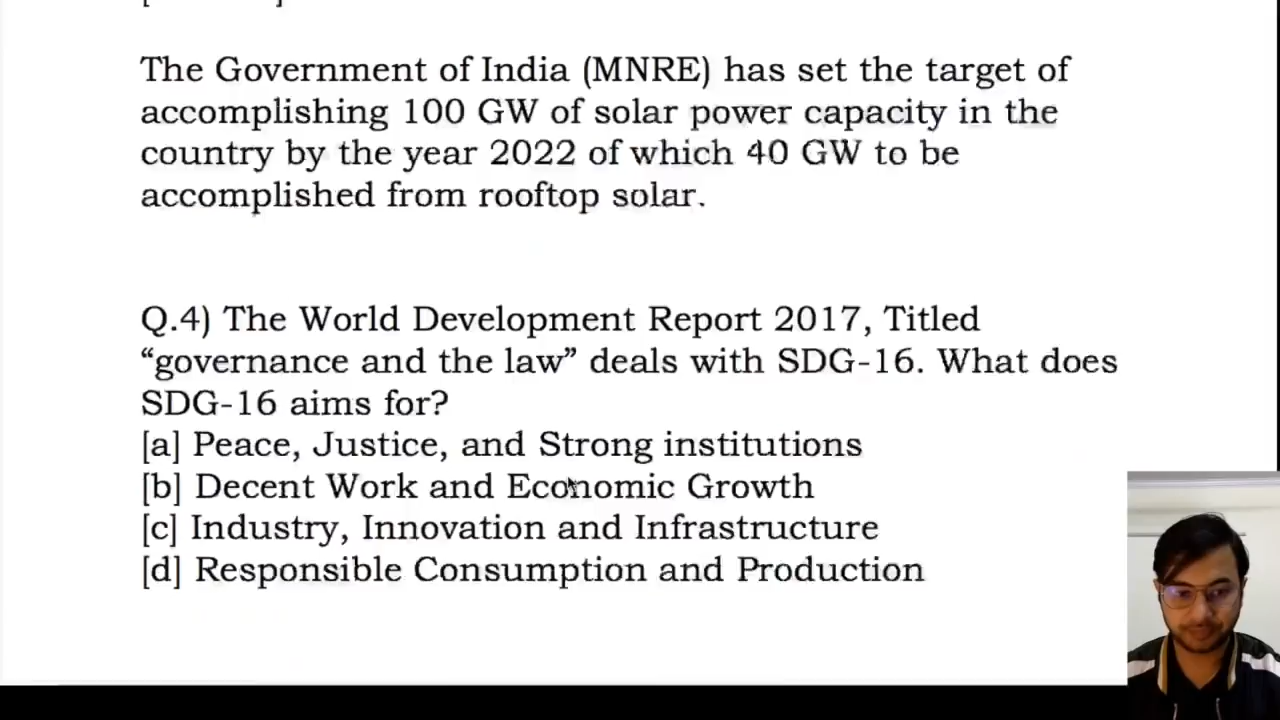 The Government of India (MNRE) has set the target of
accomplishing 100 GW of solar power capacity in the
country by the year 2022 of which 40 GW to be
accomplished from rooftop solar.
Q.4) The World Development Report 2017, Titled
“governance and the law” deals with SDG-16. What does
SDG-16 aims for?
[a] Peace, Justice, and Strong institutions
[b] Decent Work and Economic Growth
[c] Industry, Innovation and Infrastructure
[d] Responsible Consumption and Production